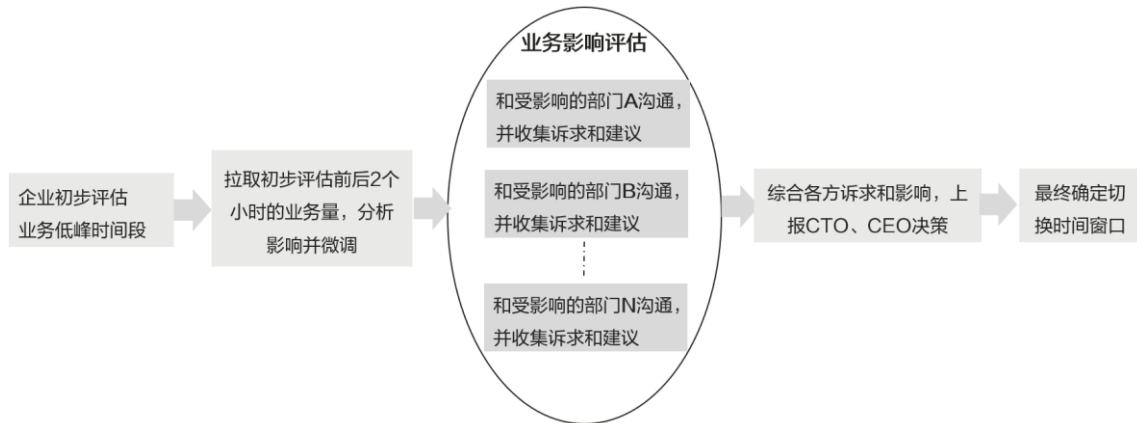 业务影响评估
企业初步评估
业务低峰时间段
拉取初步评估前后2个
小时的业务量，分析
影响并微调
和受影响的部门A沟通，
并收集诉求和建议
和受影响的部门B沟通，
并收集诉求和建议
和受影响的部门N沟通，
并收集诉求和建议
综合各方诉求和影响，上
报CTO、CEO决策
最终确定切
换时间窗口